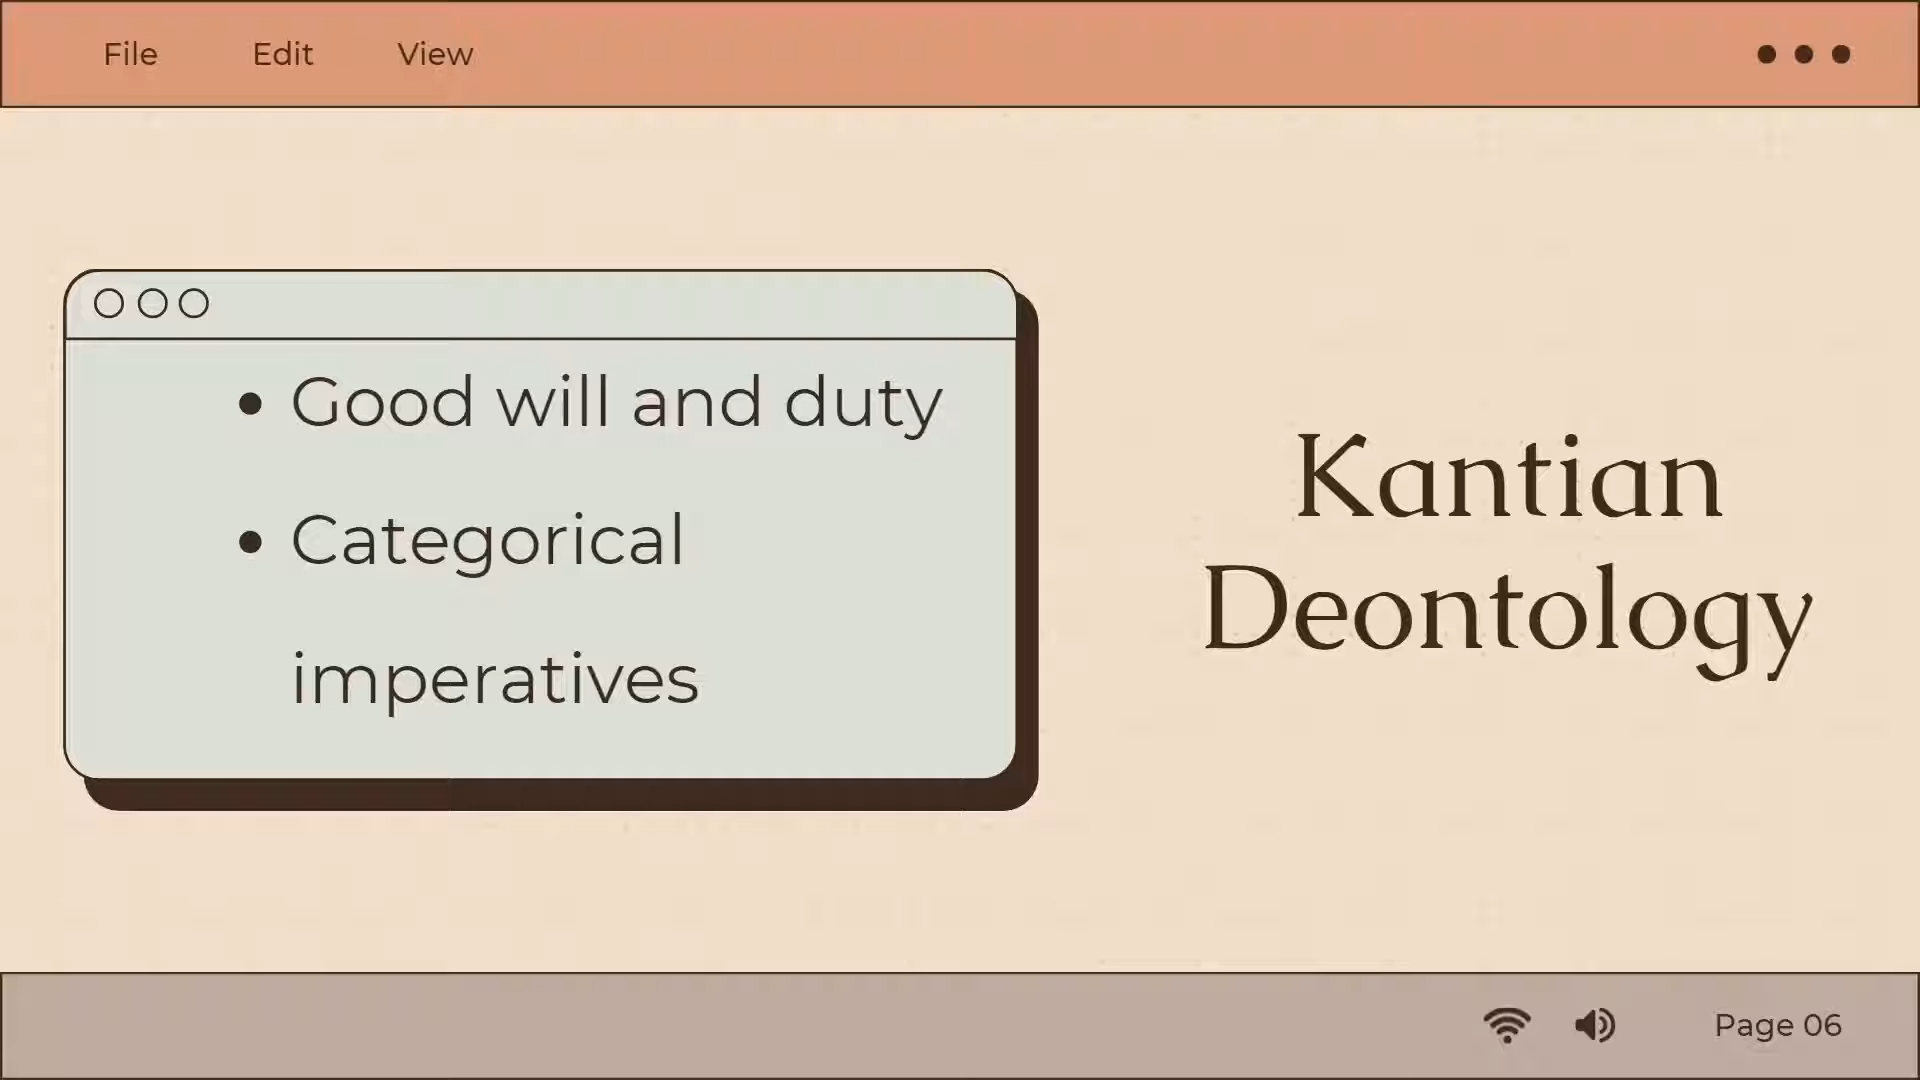 File Edit View
• Good will and duty
• Categorical
imperatives
Kantian
Deontology
Page 06